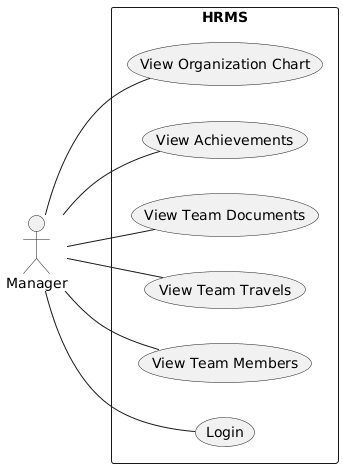 HRMS
View Organization Chart
View Achievements
View Team Documents
View Team Travels
Manager
View Team Members
Login